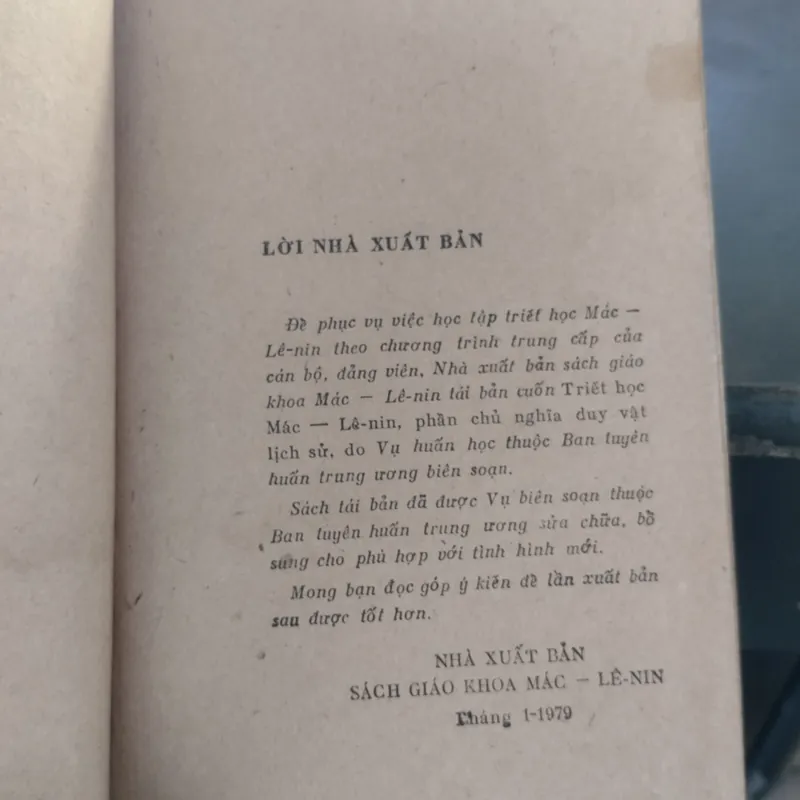 LỜI NHÀ XUẤT BẢN
Để phục vụ việc học tập triết học Mác —
Lê-nin theo chương trình trung cấp của
cán bộ, đảng viên, Nhà xuất bản sách giáo
khoa Mác — Lê-nin tái bản cuốn Triết học
Mác — Lê-nin, phần chủ nghĩa duy vật
lịch sử, do Vụ huấn học thuộc Ban tuyên
huấn trung ương biên soạn.
Sách tái bản đã được Vụ biên soạn thuộc
Ban tuyên huấn trung ương sửa chữa, bổ
sung cho phù hợp với tình hình mới.
Mong bạn đọc góp ý kiến để lần xuất bản
sau được tốt hơn.
NHÀ XUẤT BẢN
SÁCH GIÁO KHOA MÁC — LÊ-NIN
Tháng 1-1979